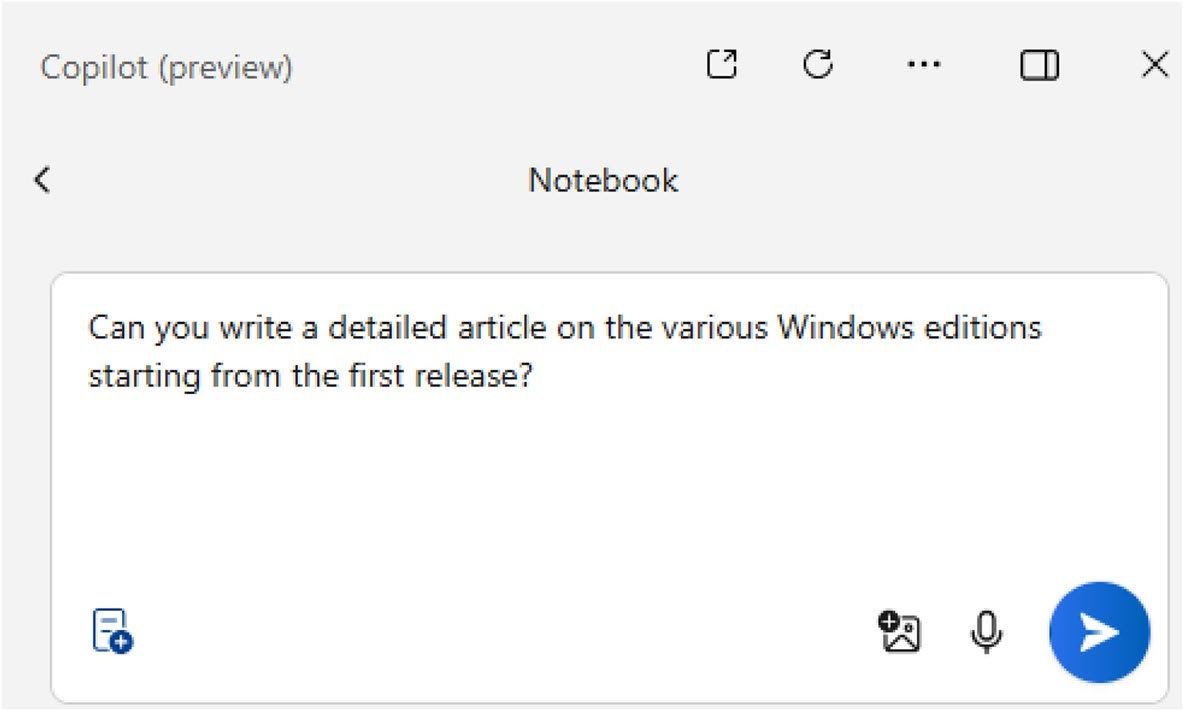 Copilot (preview)
Notebook
Can you write a detailed article on the various Windows editions
starting from the first release?